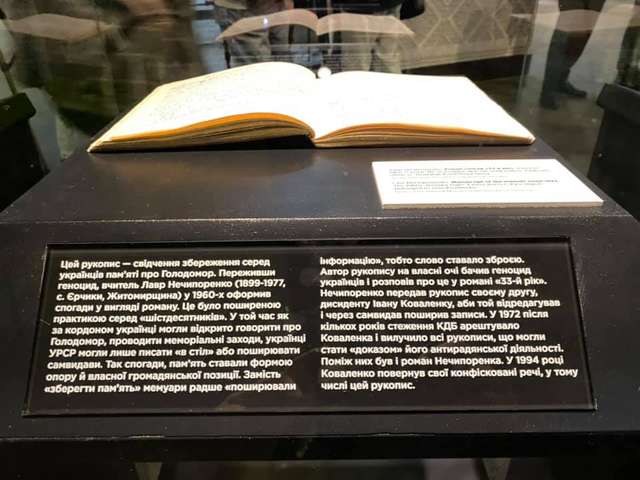 Цей рукопис — свідчення збереження серед
українців пам'яті про Голодомор. Переживши
геноцид, вчитель Лавр Нечипоренко (1899-1977,
с. Єрчики, Житомирщина) у 1960-х оформив
спогади у вигляді роману. Це було поширеною
практикою серед «шістдесятників». У той час як
за кордоном українці могли відкрито говорити про
Голодомор, проводити меморіальні заходи, українці
УРСР могли лише писати «в стіл» або поширювати
самвидави. Так спогади, пам'ять ставали формою
опору й власної громадянської позиції. Замість
«зберегти пам'ять» мемуари радше «поширювали
інформацію», тобто слово ставало зброєю.
Автор рукопису на власні очі бачив геноцид
українців і розповів про це у романі «33-й рік».
Нечипоренко передав рукопис своєму другу,
дисиденту Івану Коваленку, аби той відредагував
і через самвидав поширив записи. У 1972 після
кількох років стеження КДБ арештувало
Коваленка і вилучило всі рукописи, що могли
стати «доказом» його антирадянської діяльності.
Поміж них був і роман Нечипоренка. У 1994 році
Коваленко повернув свої конфісковані речі, у тому
числі цей рукопис.